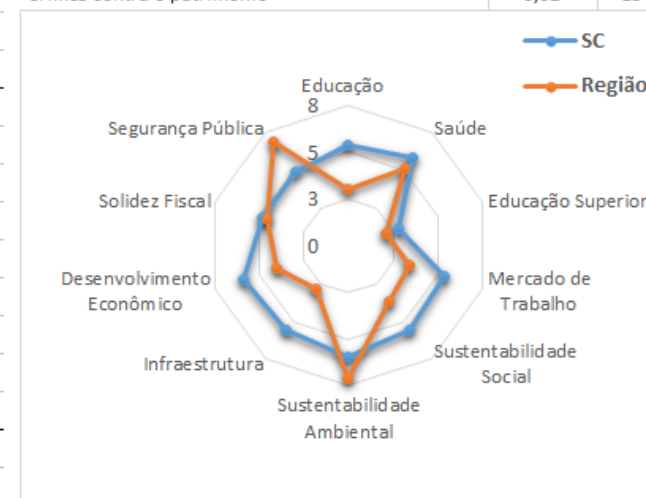 SC
Região
Educação
8
Segurança Pública
Saúde
5
Solidez Fiscal
3
Educação Superior
0
Desenvolvimento
Econômico
Mercado de
Trabalho
Infraestrutura
Sustentabilidade
Social
Sustentabilidade
Ambiental